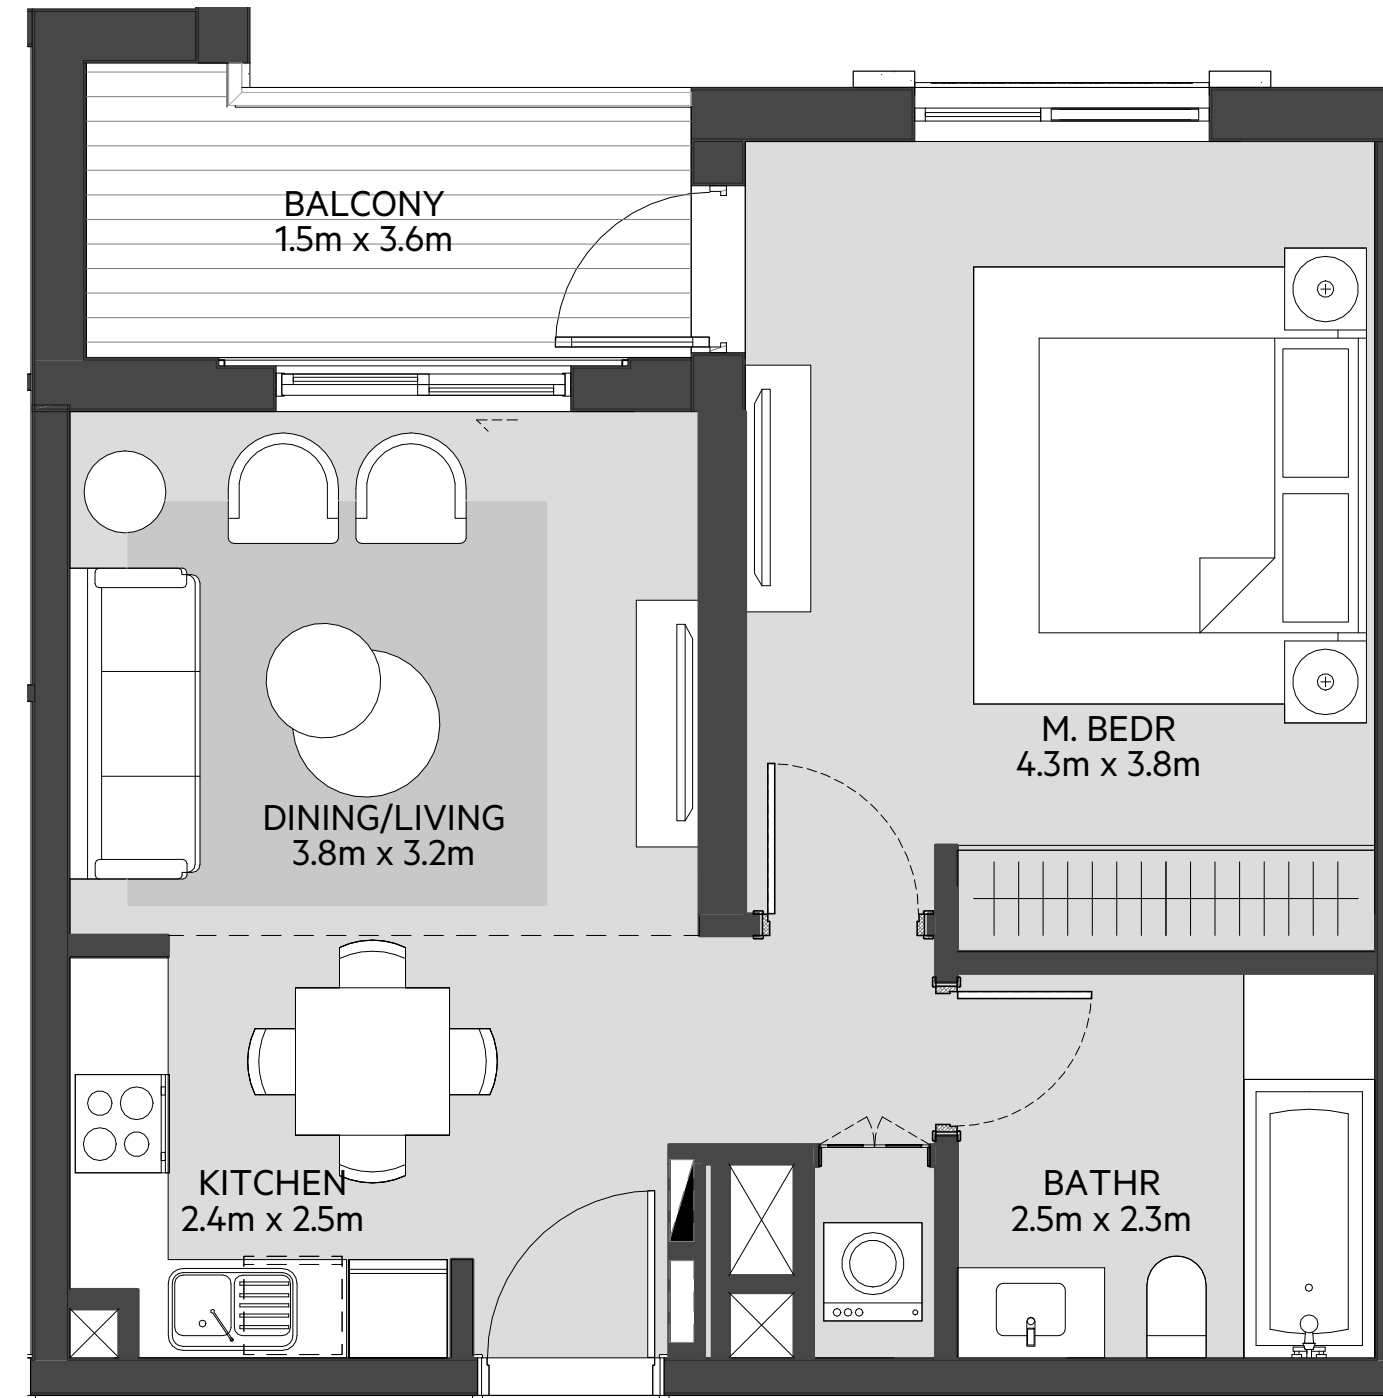 BALCONY
1.5m x 3.6m
M. BEDR
4.3m x 3.8m
DINING/LIVING
3.8m x 3.2m
KITCHEN
2.4m x 2.5m
BATHR
2.5m x 2.3m